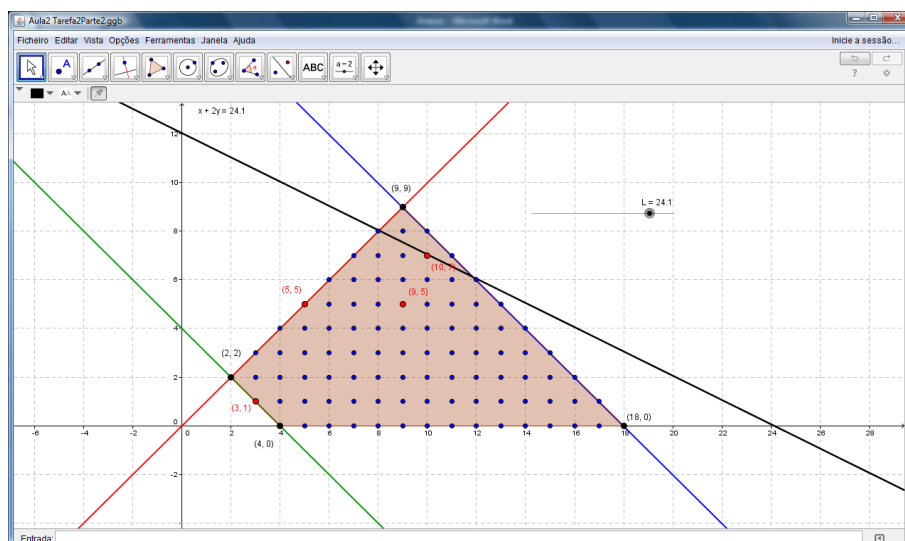 Aula2 Tarefa2Parte2.ggb
Ficheiro Editar Vista Opções Ferramentas Janela Ajuda
Inicie a sessão...
A
ABC
a=2
?
AA
x + 2y = 24.1
12
10
8
6
4
2
0
-2
-6 -4 -2 0 2 4 6 8 10 12 14 16 18 20 22 24 26 28
(9, 9)
L = 24.1
(10, 7)
(5, 5)
(9, 5)
(2, 2)
(3, 1)
(4, 0)
(18, 0)
Entrada: